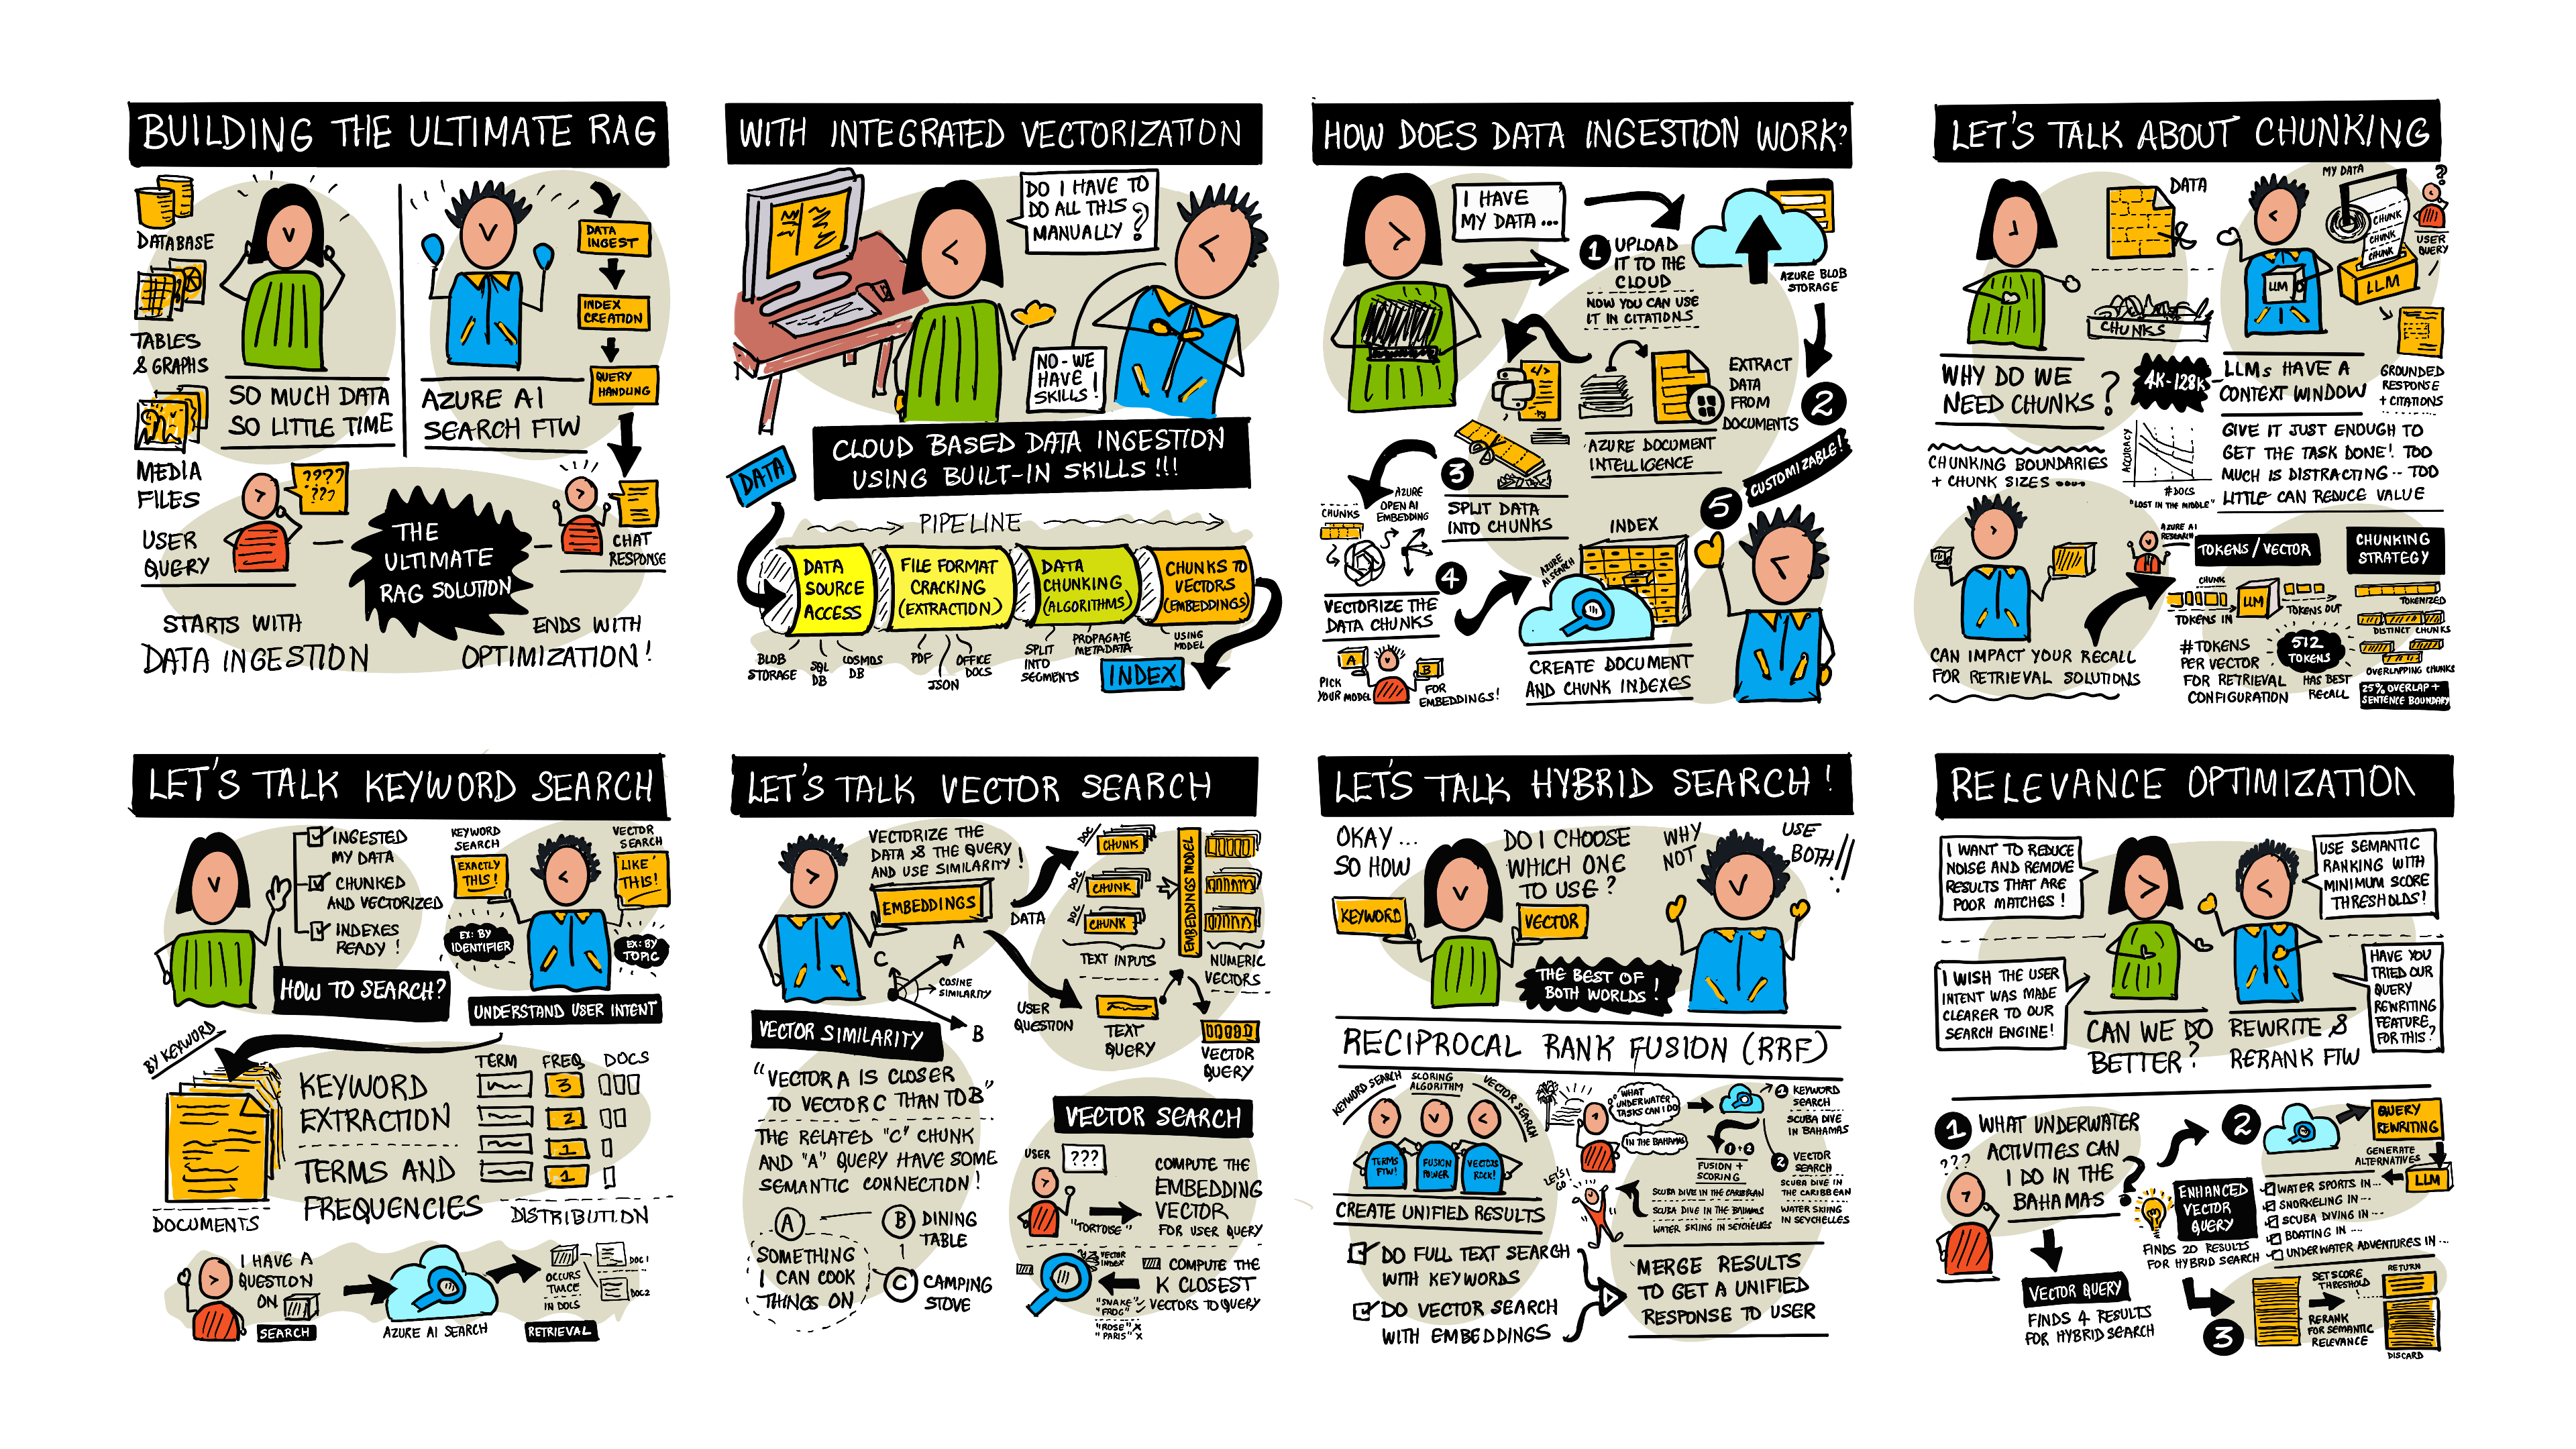 BUILDING THE ULTIMATE RAG
DATABASE
TABLES
& GRAPHS
MEDIA
FILES
SO MUCH DATA
SO LITTLE TIME
AZURE AI
SEARCH FTW
DATA
INGEST
INDEX
CREATION
QUERY
HANDLING
????
???
USER
QUERY
THE
ULTIMATE
RAG SOLUTION
CHAT
RESPONSE
STARTS WITH
DATA INGESTION
ENDS WITH
OPTIMIZATION!
WITH INTEGRATED VECTORIZATION
DO I HAVE TO
DO ALL THIS
MANUALLY?
NO - WE
HAVE
SKILLS!
CLOUD BASED DATA INGESTION
USING BUILT-IN SKILLS!!!
DATA
PIPELINE
DATA
SOURCE
ACCESS
FILE FORMAT
CRACKING
(EXTRACTION)
DATA
CHUNKING
(ALGORITHMS)
CHUNKS TO
VECTORS
(EMBEDDINGS)
BLOB
STORAGE
SQL
DB
COSMOS
DB
PDF
JSON
OFFICE
DOCS
SPLIT
INTO
SEGMENTS
PROPAGATE
METADATA
USING
MODEL
INDEX
HOW DOES DATA INGESTION WORK?
I HAVE
MY DATA ...
1 UPLOAD
IT TO THE
CLOUD
NOW YOU CAN USE
IT IN CITATIONS
AZURE BLOB
STORAGE
EXTRACT
DATA
FROM
DOCUMENTS
2
</>
AZURE DOCUMENT
INTELLIGENCE
3
SPLIT DATA
INTO CHUNKS
CHUNKS
AZURE
OPEN AI
EMBEDDING
4
VECTORIZE THE
DATA CHUNKS
A
B
PICK
YOUR MODEL
FOR
EMBEDDINGS!
INDEX
AZURE
AI SEARCH
CREATE DOCUMENT
AND CHUNK INDEXES
5
CUSTOMIZABLE!
LET'S TALK ABOUT CHUNKING
DATA
CHUNKS
WHY DO WE
NEED CHUNKS?
MY DATA
CHUNK
CHUNK
CHUNK
LLM
LLM
?
USER
QUERY
4K-128K
LLMs HAVE A
CONTEXT WINDOW
GROUNDED
RESPONSE
+ CITATIONS
GIVE IT JUST ENOUGH TO
GET THE TASK DONE! TOO
MUCH IS DISTRACTING -- TOO
LITTLE CAN REDUCE VALUE
CHUNKING BOUNDARIES
+ CHUNK SIZES
ACCURACY
#DOCS
"LOST IN THE MIDDLE"
CAN IMPACT YOUR RECALL
FOR RETRIEVAL SOLUTIONS
AZURE AI
RESEARCH
TOKENS/VECTOR
CHUNK
TOKENS IN
LLM
TOKENS OUT
#TOKENS
PER VECTOR
FOR RETRIEVAL
CONFIGURATION
512
TOKENS
HAS BEST
RECALL
CHUNKING
STRATEGY
TOKENIZED
DISTINCT CHUNKS
OVERLAPPING CHUNKS
25% OVERLAP +
SENTENCE BOUNDARY
LET'S TALK KEYWORD SEARCH
INGESTED
MY DATA
CHUNKED
AND VECTORIZED
INDEXES
READY!
HOW TO SEARCH?
KEYWORD
SEARCH
EXACTLY
THIS!
EX: BY
IDENTIFIER
VECTOR
SEARCH
LIKE
THIS!
EX: BY
TOPIC
UNDERSTAND USER INTENT
BY KEYWORD
DOCUMENTS
KEYWORD
EXTRACTION
TERMS AND
FREQUENCIES
TERM FREQ DOCS
3
2
1
1
DISTRIBUTION
I HAVE A
QUESTION
ON
SEARCH
AZURE AI SEARCH
OCCURS
TWICE
IN DOCS
DOC1
DOC2
RETRIEVAL
LET'S TALK VECTOR SEARCH
VECTORIZE THE
DATA & THE QUERY
AND USE SIMILARITY!
EMBEDDINGS
DATA
DOC
CHUNK
DOC
CHUNK
DOC
CHUNK
EMBEDDINGS MODEL
TEXT INPUTS
NUMERIC
VECTORS
A
C
COSINE
SIMILARITY
B
USER
QUESTION
TEXT
QUERY
VECTOR
QUERY
VECTOR SIMILARITY
"VECTOR A IS CLOSER
TO VECTOR C THAN TO B"
THE RELATED "C" CHUNK
AND "A" QUERY HAVE SOME
SEMANTIC CONNECTION!
A
SOMETHING
I CAN COOK
THINGS ON
B DINING
TABLE
C CAMPING
STOVE
VECTOR SEARCH
USER
???
"TORTOISE"
COMPUTE THE
EMBEDDING
VECTOR
FOR USER QUERY
VECTOR
INDEX
COMPUTE THE
K CLOSEST
VECTORS TO QUERY
"SNAKE"
"FROG"
"ROSE" X
"PARIS" X
LET'S TALK HYBRID SEARCH!
OKAY ...
SO HOW
DO I CHOOSE
WHICH ONE
TO USE?
KEYWORD
VECTOR
WHY
NOT
USE
BOTH!!
THE BEST OF
BOTH WORLDS!
RECIPROCAL RANK FUSION (RRF)
KEYWORD SEARCH
SCORING
ALGORITHM
VECTOR SEARCH
TERMS
FTW!
FUSION
POWER
VECTORS
ROCK!
CREATE UNIFIED RESULTS
WHAT
UNDERWATER
TASKS CAN I DO
IN THE BAHAMAS
LET'S
GO
1 KEYWORD
SEARCH
SCUBA DIVE
IN BAHAMAS
1+2
FUSION +
SCORING
2 VECTOR
SEARCH
SCUBA DIVE IN
THE CARIBBEAN
WATER SKIING
IN SEYCHELLES
SCUBA DIVE IN THE CARIBBEAN
SCUBA DIVE IN THE BAHAMAS
WATER SKIING IN SEYCHELLES
DO FULL TEXT SEARCH
WITH KEYWORDS
DO VECTOR SEARCH
WITH EMBEDDINGS
MERGE RESULTS
TO GET A UNIFIED
RESPONSE TO USER
RELEVANCE OPTIMIZATION
I WANT TO REDUCE
NOISE AND REMOVE
RESULTS THAT ARE
POOR MATCHES!
USE SEMANTIC
RANKING WITH
MINIMUM SCORE
THRESHOLDS!
I WISH THE USER
INTENT WAS MADE
CLEARER TO OUR
SEARCH ENGINE!
HAVE YOU
TRIED OUR
QUERY
REWRITING
FEATURE
FOR THIS?
CAN WE DO
BETTER?
REWRITE &
RERANK FTW
1 WHAT UNDERWATER
ACTIVITIES CAN
I DO IN THE
BAHAMAS?
???
VECTOR QUERY
FINDS 4 RESULTS
FOR HYBRID SEARCH
2
QUERY
REWRITING
GENERATE
ALTERNATIVES
LLM
ENHANCED
VECTOR
QUERY
FINDS 20 RESULTS
FOR HYBRID SEARCH
WATER SPORTS IN...
SNORKELING IN...
SCUBA DIVING IN...
BOATING IN ....
UNDERWATER ADVENTURES IN...
3
SET SCORE
THRESHOLD
RERANK
FOR SEMANTIC
RELEVANCE
RETURN
DISCARD